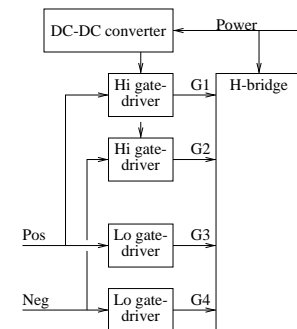 DC-DC converter
Power
Hi gate-
driver
G1
H-bridge
Hi gate-
driver
G2
Pos
Lo gate-
driver
G3
Neg
Lo gate-
driver
G4